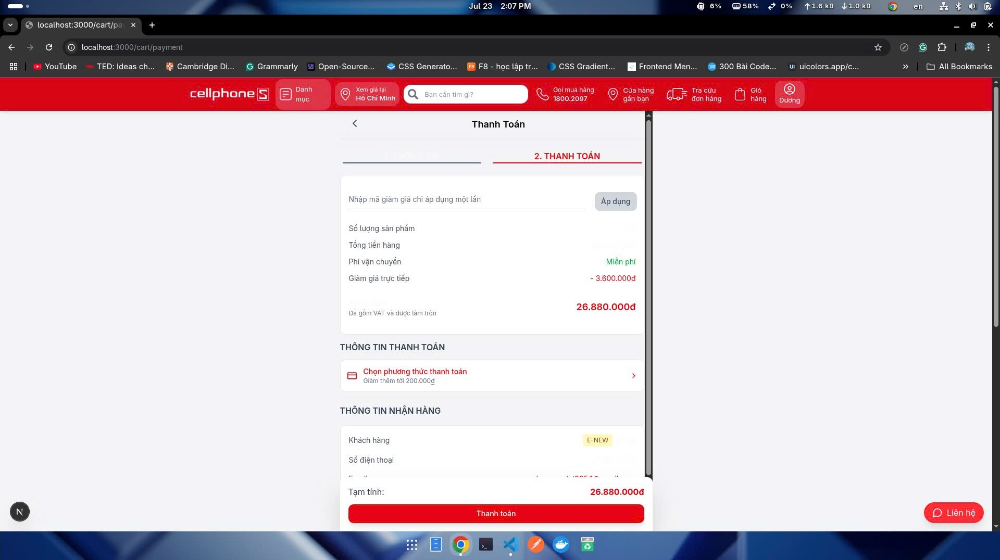 Jul 23 2:07 PM
6% 58% 0% 1.6 kB 1.0 kB en
localhost:3000/cart/pa
localhost:3000/cart/payment
YouTube TED: Ideas ch... Cambridge Di... Grammarly Open-Source... CSS Generato... F8 - học lập tr... CSS Gradient... Frontend Men... 300 Bài Code... uicolors.app/c... » All Bookmarks
cellphoneS
Danh mục
Xem giá tại
Hồ Chí Minh
Bạn cần tìm gì?
Gọi mua hàng
1800.2097
Cửa hàng
gần bạn
Tra cứu
đơn hàng
Giỏ
hàng
Dương
Thanh Toán
1. THÔNG TIN
2. THANH TOÁN
Nhập mã giảm giá chỉ áp dụng một lần
Áp dụng
Số lượng sản phẩm
Tổng tiền hàng
Phí vận chuyển Miễn phí
Giảm giá trực tiếp - 3.600.000đ
26.880.000đ
Đã gồm VAT và được làm tròn
THÔNG TIN THANH TOÁN
Chọn phương thức thanh toán
Giảm thêm tới 200.000₫
THÔNG TIN NHẬN HÀNG
Khách hàng E-NEW
Số điện thoại
Tạm tính: 26.880.000đ
Thanh toán
N
Liên hệ